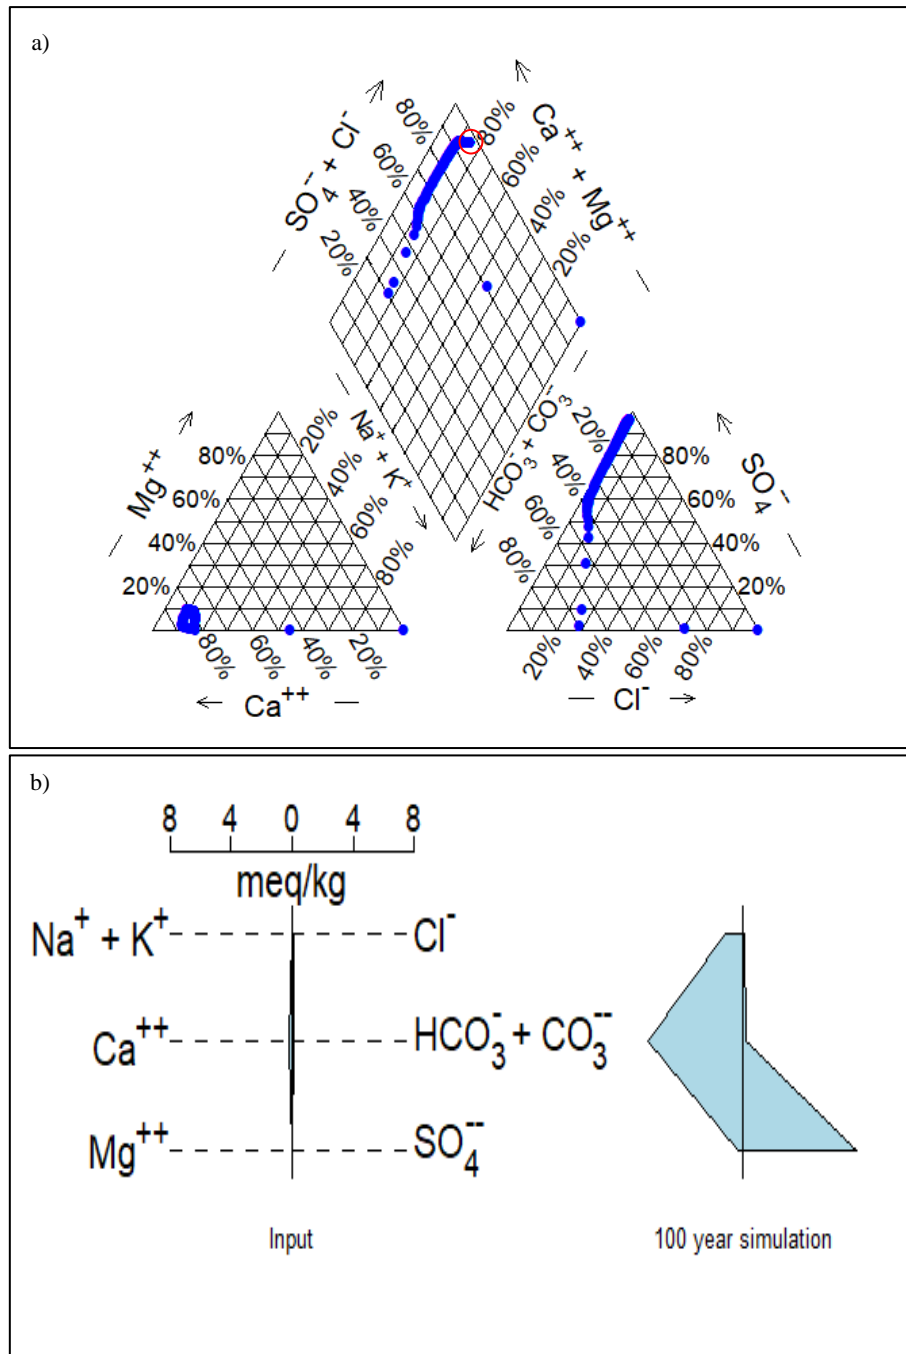 a)
SO4-- + Cl-
Ca++ + Mg++
80%
60%
40%
20%
80%
60%
40%
20%
Mg++
Na+ + K+
HCO3- + CO3--
SO4--
80%
60%
40%
20%
20%
40%
60%
80%
20%
40%
60%
80%
80%
60%
40%
20%
80%
60%
40%
20%
20%
40%
60%
80%
Ca++
Cl-
b)
8 4 0 4 8
meq/kg
Na+ + K+
Cl-
Ca++
HCO3- + CO3--
Mg++
SO4--
Input
100 year simulation